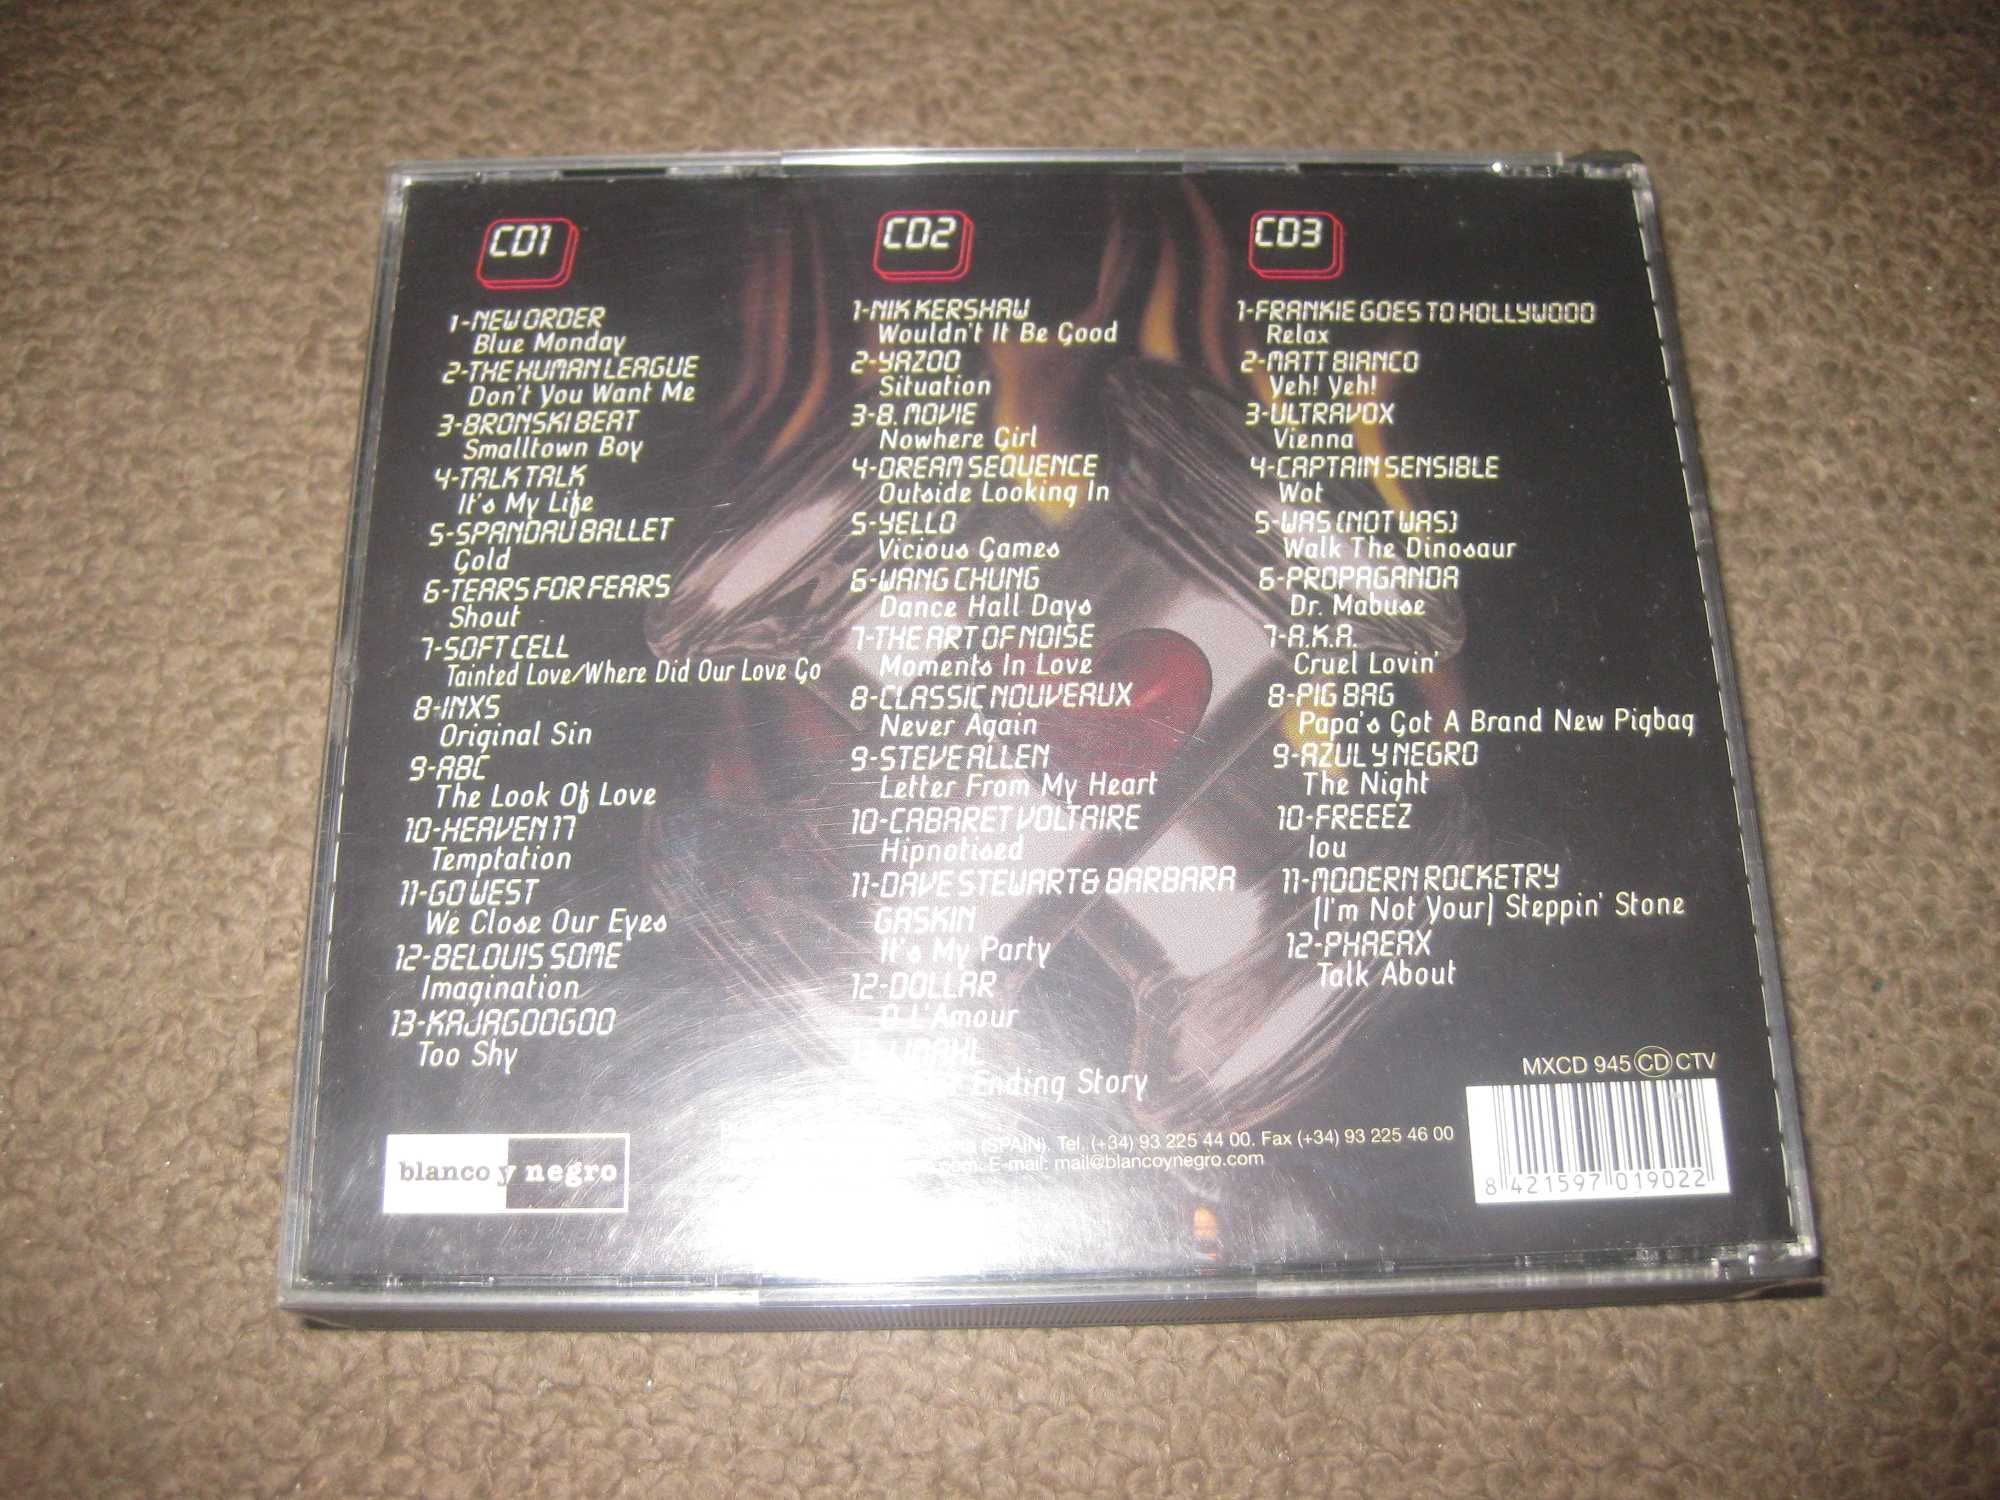 CD1
1-NEW ORDER
Blue Monday
2-THE HUMAN LEAGUE
Don't You Want Me
3-BRONSKI BEAT
Smalltown Boy
4-TALK TALK
It's My Life
5-SPANDAU BALLET
Gold
6-TEARS FOR FEARS
Shout
7-SOFT CELL
Tainted Love/Where Did Our Love Go
8-INXS
Original Sin
9-ABC
The Look Of Love
10-HEAVEN 17
Temptation
11-GO WEST
We Close Our Eyes
12-BELOUIS SOME
Imagination
13-KAJAGOOGOO
Too Shy
CD2
1-NIK KERSHAW
Wouldn't It Be Good
2-YAZOO
Situation
3-B. MOVIE
Nowhere Girl
4-DREAM SEQUENCE
Outside Looking In
5-YELLO
Vicious Games
6-WANG CHUNG
Dance Hall Days
7-THE ART OF NOISE
Moments In Love
8-CLASSIC NOUVEAUX
Never Again
9-STEVE ALLEN
Letter From My Heart
10-CABARET VOLTAIRE
Hipnotised
11-DAVE STEWART & BARBARA
GASKIN
It's My Party
12-DOLLAR
O L'Amour
Ending Story
CD3
1-FRANKIE GOES TO HOLLYWOOD
Relax
2-MATT BIANCO
Yeh! Yeh!
3-ULTRAVOX
Vienna
4-CAPTAIN SENSIBLE
Wot
5-WAS (NOT WAS)
Walk The Dinosaur
6-PROPAGANDA
Dr. Mabuse
7-A.K.A.
Cruel Lovin'
8-PIG BAG
Papa's Got A Brand New Pigbag
9-AZUL Y NEGRO
The Night
10-FREEEZ
Iou
11-MODERN ROCKETRY
(I'm Not Your) Steppin' Stone
12-PHAEAX
Talk About
MXCD 945 CD CTV
blanco y negro
(SPAIN). Tel. (+34) 93 225 44 00. Fax (+34) 93 225 46 00
E-mail: mail@blancoynegro.com
8 421597 019022